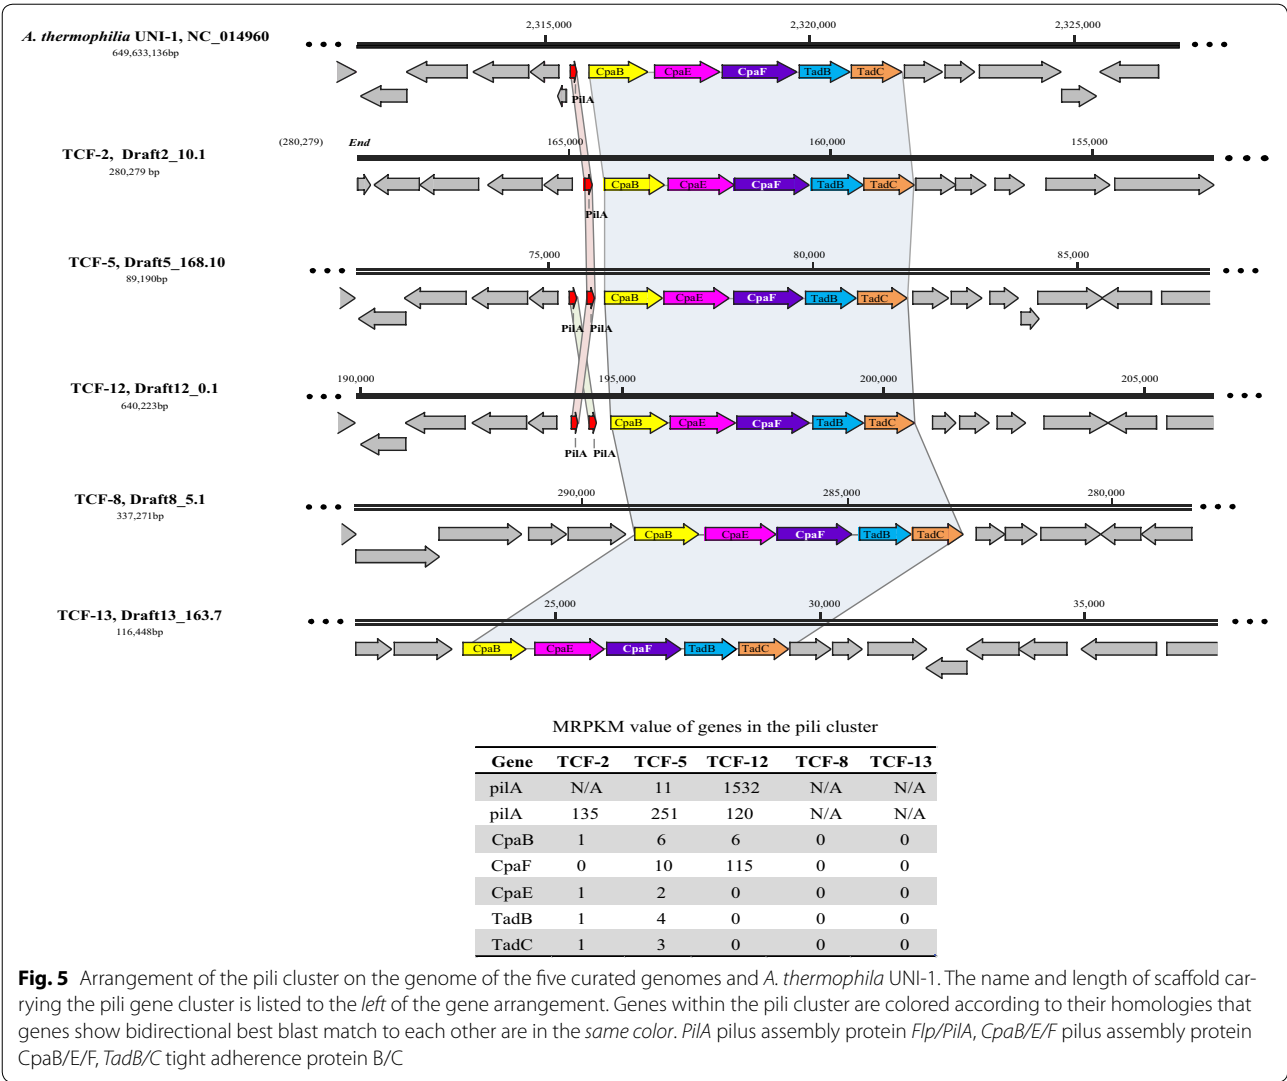 A. thermophilia UNI-1, NC_014960
649,633,136bp
2,315,000 2,320,000 2,325,000
CpaB CpaE CpaF TadB TadC
PilA
TCF-2, Draft2_10.1
280,279 bp
(280,279) End 165,000 160,000 155,000
CpaB CpaE CpaF TadB TadC
PilA
TCF-5, Draft5_168.10
89,190bp
75,000 80,000 85,000
CpaB CpaE CpaF TadB TadC
PilA PilA
TCF-12, Draft12_0.1
640,223bp
190,000 195,000 200,000 205,000
CpaB CpaE CpaF TadB TadC
PilA PilA
TCF-8, Draft8_5.1
337,271bp
290,000 285,000 280,000
CpaB CpaE CpaF TadB TadC
TCF-13, Draft13_163.7
116,448bp
25,000 30,000 35,000
CpaB CpaE CpaF TadB TadC
MRPKM value of genes in the pili cluster
Gene TCF-2 TCF-5 TCF-12 TCF-8 TCF-13
pilA N/A 11 1532 N/A N/A
pilA 135 251 120 N/A N/A
CpaB 1 6 6 0 0
CpaF 0 10 115 0 0
CpaE 1 2 0 0 0
TadB 1 4 0 0 0
TadC 1 3 0 0 0
Fig. 5 Arrangement of the pili cluster on the genome of the five curated genomes and A. thermophila UNI-1. The name and length of scaffold car-
rying the pili gene cluster is listed to the left of the gene arrangement. Genes within the pili cluster are colored according to their homologies that
genes show bidirectional best blast match to each other are in the same color. PilA pilus assembly protein Flp/PilA, CpaB/E/F pilus assembly protein
CpaB/E/F, TadB/C tight adherence protein B/C